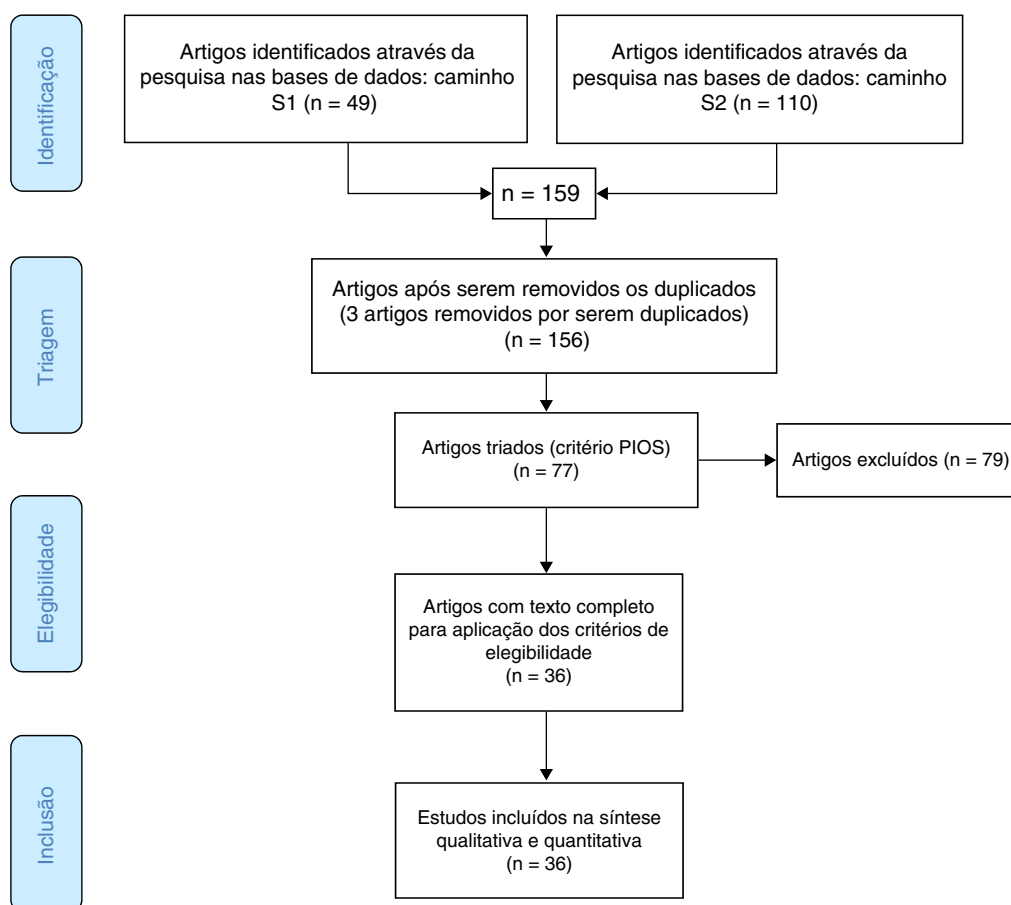 Identificação
Artigos identificados através da
pesquisa nas bases de dados: caminho
S1 (n = 49)
Artigos identificados através da
pesquisa nas bases de dados: caminho
S2 (n = 110)
n = 159
Triagem
Artigos após serem removidos os duplicados
(3 artigos removidos por serem duplicados)
(n = 156)
Artigos triados (critério PIOS)
(n = 77)
Artigos excluídos (n = 79)
Elegibilidade
Artigos com texto completo
para aplicação dos critérios de
elegibilidade
(n = 36)
Inclusão
Estudos incluídos na síntese
qualitativa e quantitativa
(n = 36)